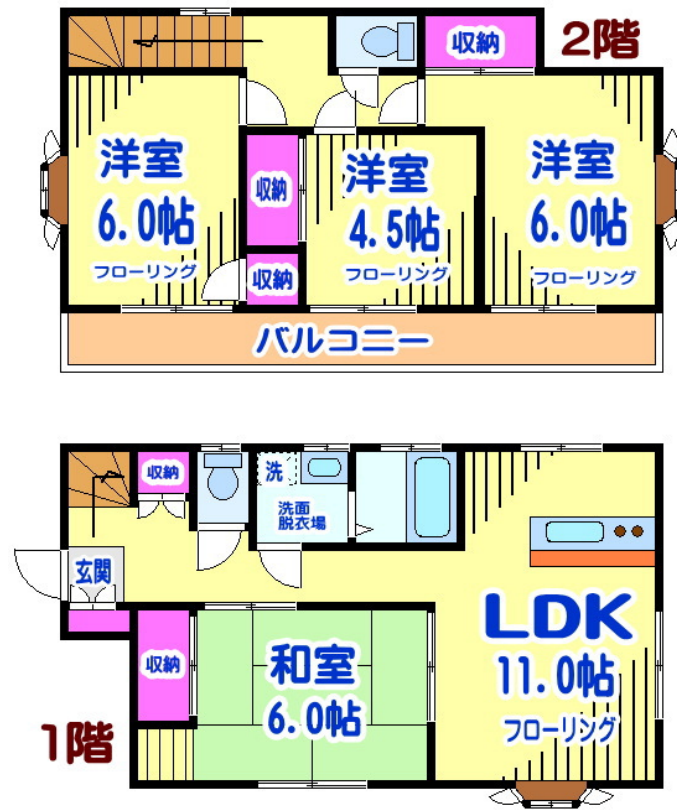 2階
収納
洋室
6.0帖
フローリング
収納
収納
洋室
4.5帖
フローリング
洋室
6.0帖
フローリング
バルコニー
収納
洗
洗面
脱衣場
玄関
収納
和室
6.0帖
LDK
11.0帖
フローリング
1階